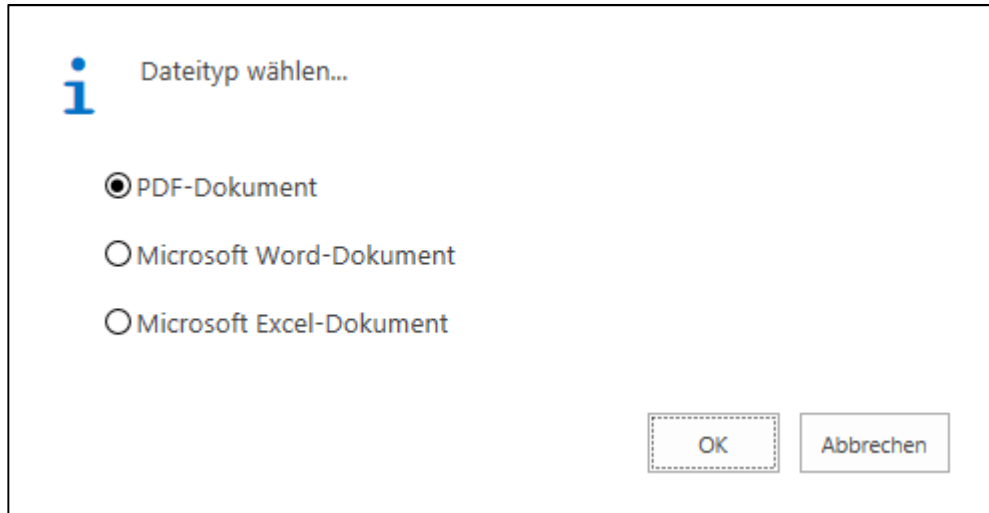 Dateityp wählen...
PDF-Dokument
Microsoft Word-Dokument
Microsoft Excel-Dokument
OK
Abbrechen